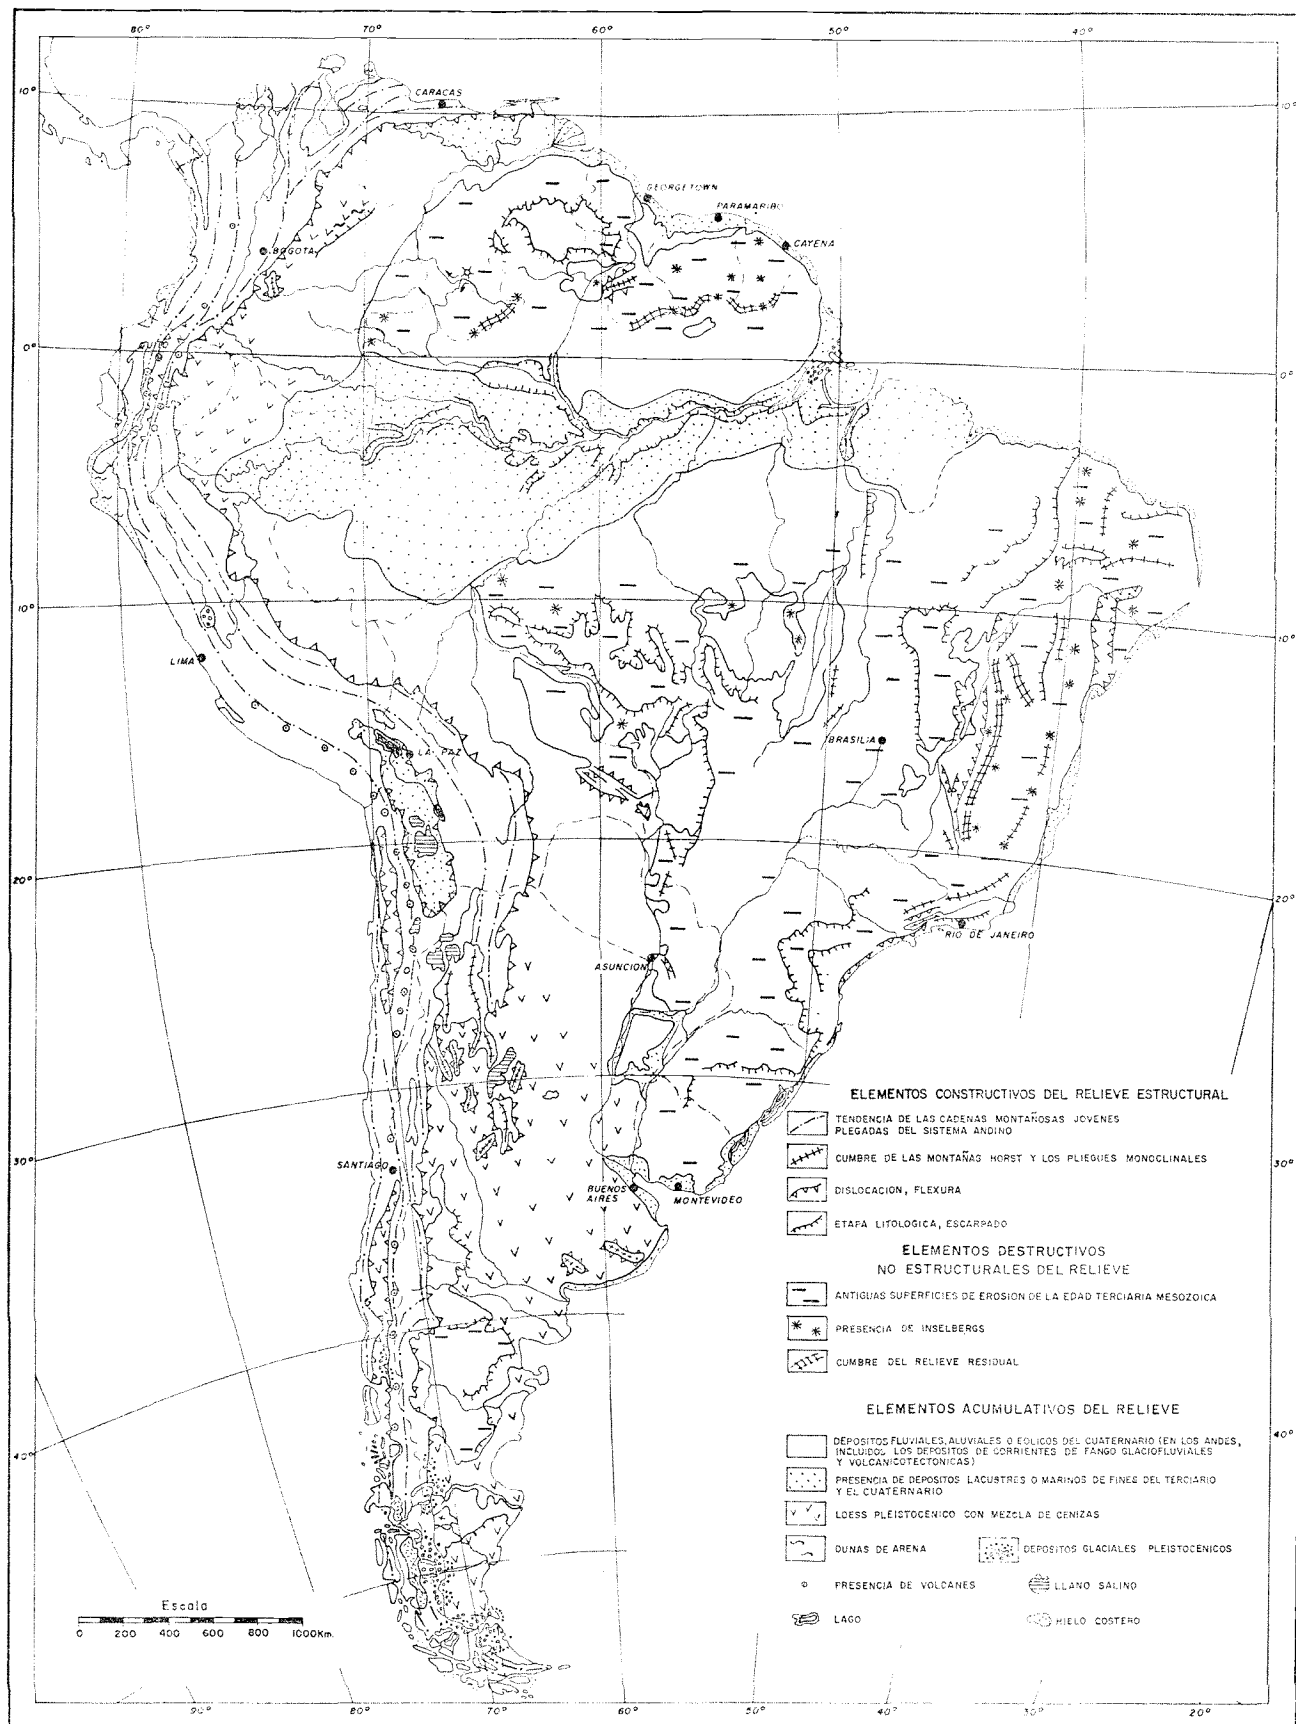 80°
70°
60°
50°
40°
10°
10°
CARACAS
GEORGETOWN
PARAMARIBO
CAYENA
BOGOTA
QUITO
0°
0°
10°
10°
LIMA
LA PAZ
BRASILIA
20°
20°
RIO DE JANEIRO
ASUNCION
30°
30°
SANTIAGO
BUENOS
AIRES
MONTEVIDEO
40°
40°
ELEMENTOS CONSTRUCTIVOS DEL RELIEVE ESTRUCTURAL
TENDENCIA DE LAS CADENAS MONTAÑOSAS JOVENES
PLEGADAS DEL SISTEMA ANDINO
CUMBRE DE LAS MONTAÑAS HORST Y LOS PLIEGUES MONOCLINALES
DISLOCACION, FLEXURA
ETAPA LITOLOGICA, ESCARPADO
ELEMENTOS DESTRUCTIVOS
NO ESTRUCTURALES DEL RELIEVE
ANTIGUAS SUPERFICIES DE EROSION DE LA EDAD TERCIARIA MESOZOICA
PRESENCIA DE INSELBERGS
CUMBRE DEL RELIEVE RESIDUAL
ELEMENTOS ACUMULATIVOS DEL RELIEVE
DEPOSITOS FLUVIALES, ALUVIALES O EOLICOS DEL CUATERNARIO (EN LOS ANDES,
INCLUIDOS LOS DEPOSITOS DE CORRIENTES DE FANGO GLACIOFLUVIALES
Y VOLCANICOTECTONICAS)
PRESENCIA DE DEPOSITOS LACUSTRES O MARINOS DE FINES DEL TERCIARIO
Y EL CUATERNARIO
LOESS PLEISTOCENICO CON MEZCLA DE CENIZAS
DUNAS DE ARENA
DEPOSITOS GLACIALES PLEISTOCENICOS
PRESENCIA DE VOLCANES
LLANO SALINO
LAGO
HIELO COSTERO
Escala
0 200 400 600 800 1000Km.
90°
80°
70°
60°
50°
40°
30°
20°